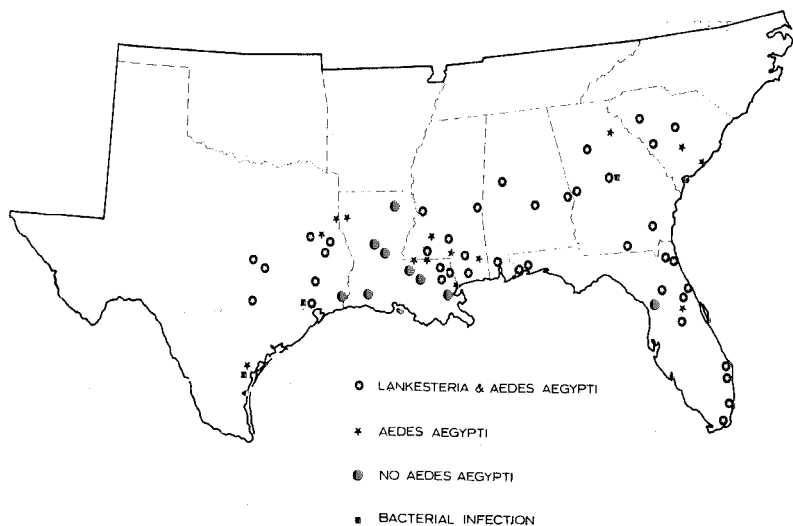 LANKESTERIA & AEDES AEGYPTI
AEDES AEGYPTI
NO AEDES AEGYPTI
BACTERIAL INFECTION